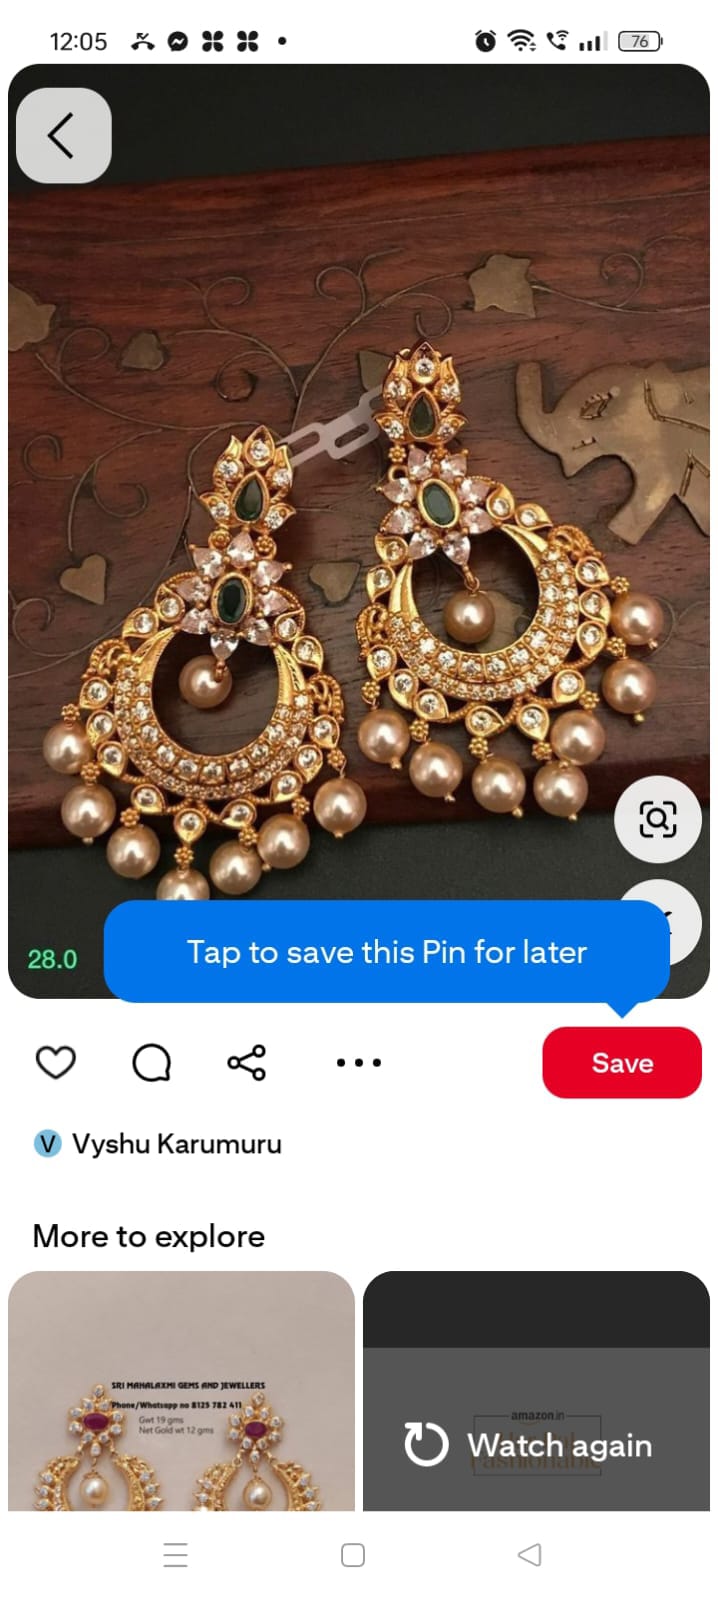 12:05
76
28.0
Tap to save this Pin for later
Save
V Vyshu Karumuru
More to explore
SRI MAHALAXMI GEMS AND JEWELLERS
Phone/Whatsapp no 8125 782 411
Gwt 19 gms
Net Gold wt 12 gms
amazon.in
Watch again
Fashionable